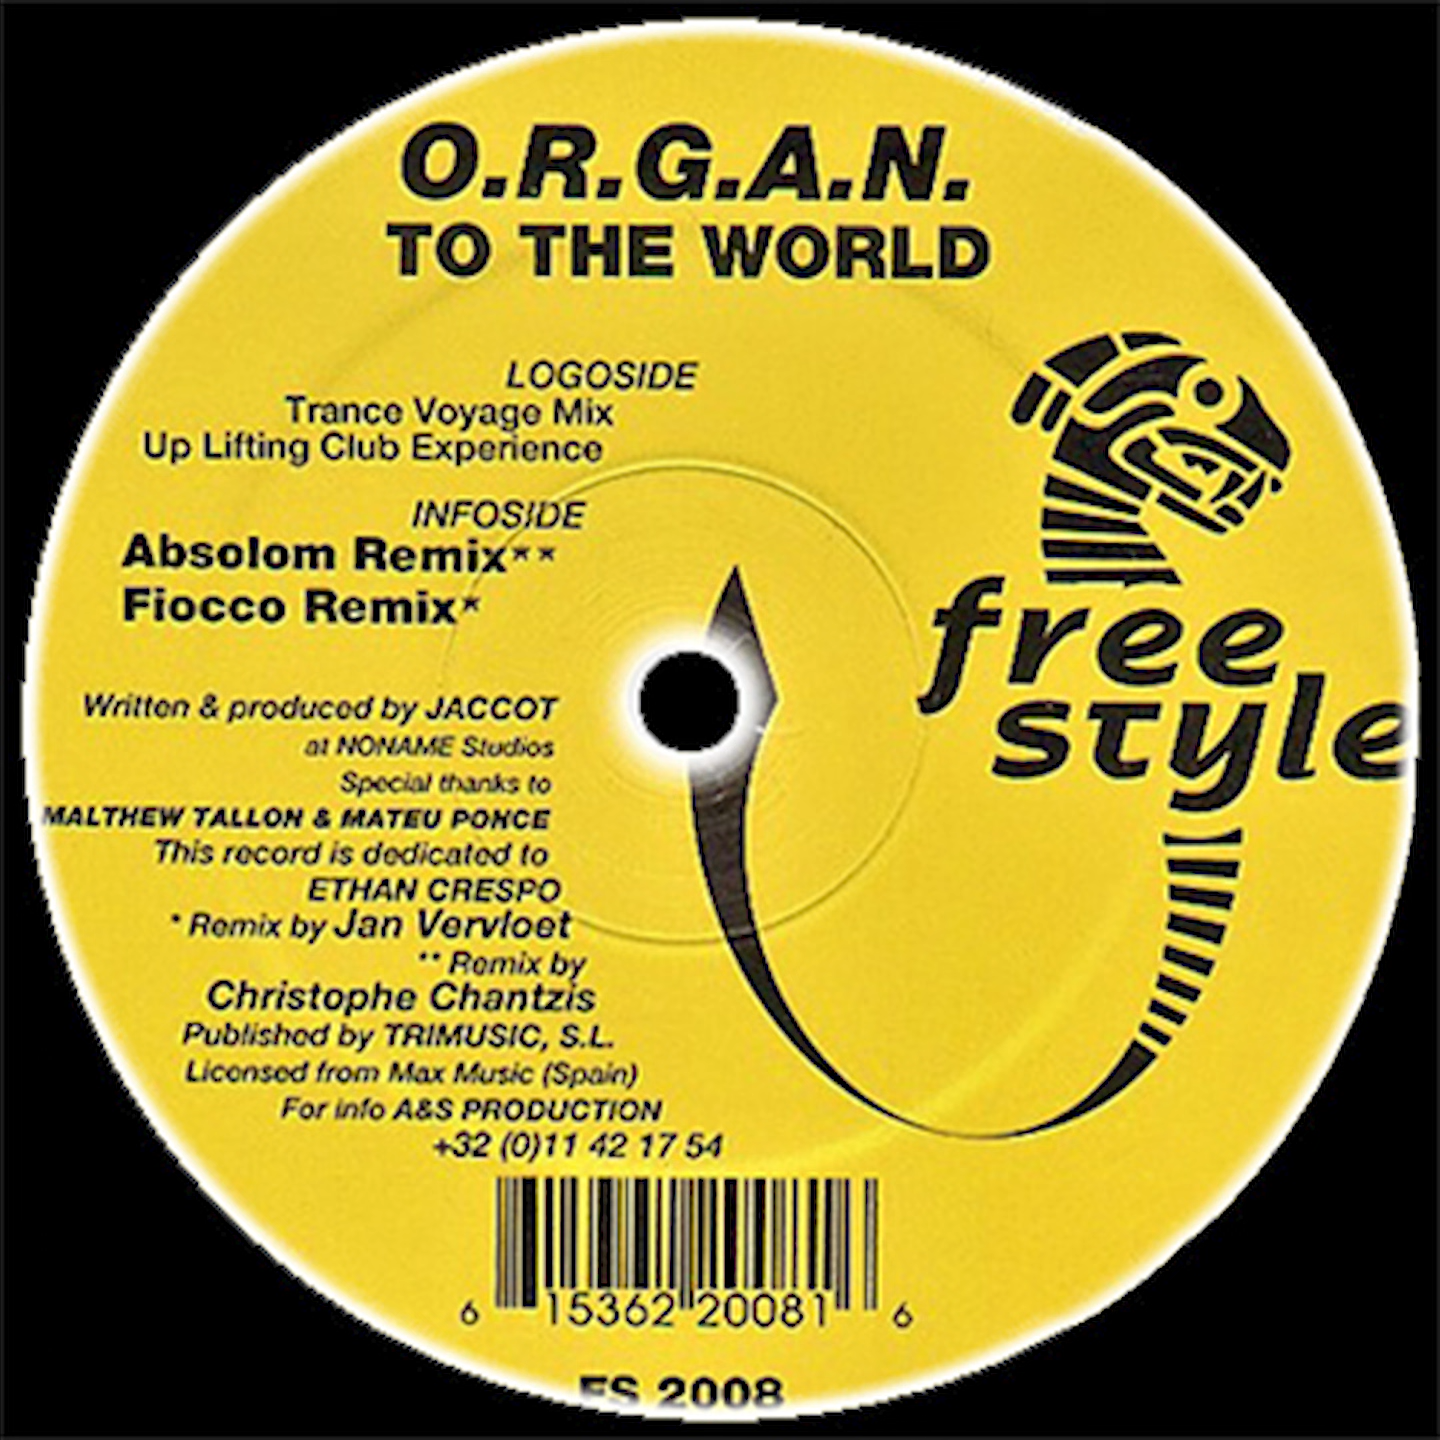 O.R.G.A.N.
TO THE WORLD
LOGOSIDE
Trance Voyage Mix
Up Lifting Club Experience
INFOSIDE
Absolom Remix**
Fiocco Remix*
free
style
Written & produced by JACCOT
at NONAME Studios
Special thanks to
MALTHEW TALLON & MATEU PONCE
This record is dedicated to
ETHAN CRESPO
* Remix by Jan Vervloet
** Remix by
Christophe Chantzis
Published by TRIMUSIC, S.L.
Licensed from Max Music (Spain)
For info A&S PRODUCTION
+32 (0)11 42 17 54
6 15362 20081 6
FS 2008